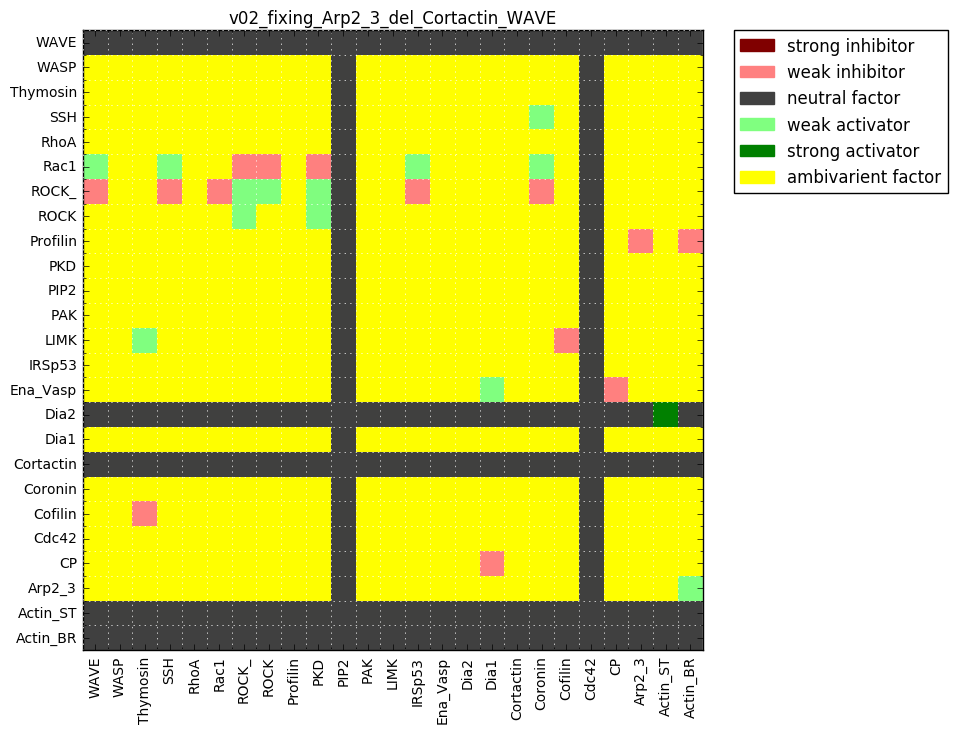 v02_fixing_Arp2_3_del_Cortactin_WAVE
WAVE
WASP
Thymosin
SSH
RhoA
Rac1
ROCK_
ROCK
Profilin
PKD
PIP2
PAK
LIMK
IRSp53
Ena_Vasp
Dia2
Dia1
Cortactin
Coronin
Cofilin
Cdc42
CP
Arp2_3
Actin_ST
Actin_BR
WAVE
WASP
Thymosin
SSH
RhoA
Rac1
ROCK_
ROCK
Profilin
PKD
PIP2
PAK
LIMK
IRSp53
Ena_Vasp
Dia2
Dia1
Cortactin
Coronin
Cofilin
Cdc42
CP
Arp2_3
Actin_ST
Actin_BR
strong inhibitor
weak inhibitor
neutral factor
weak activator
strong activator
ambivarient factor